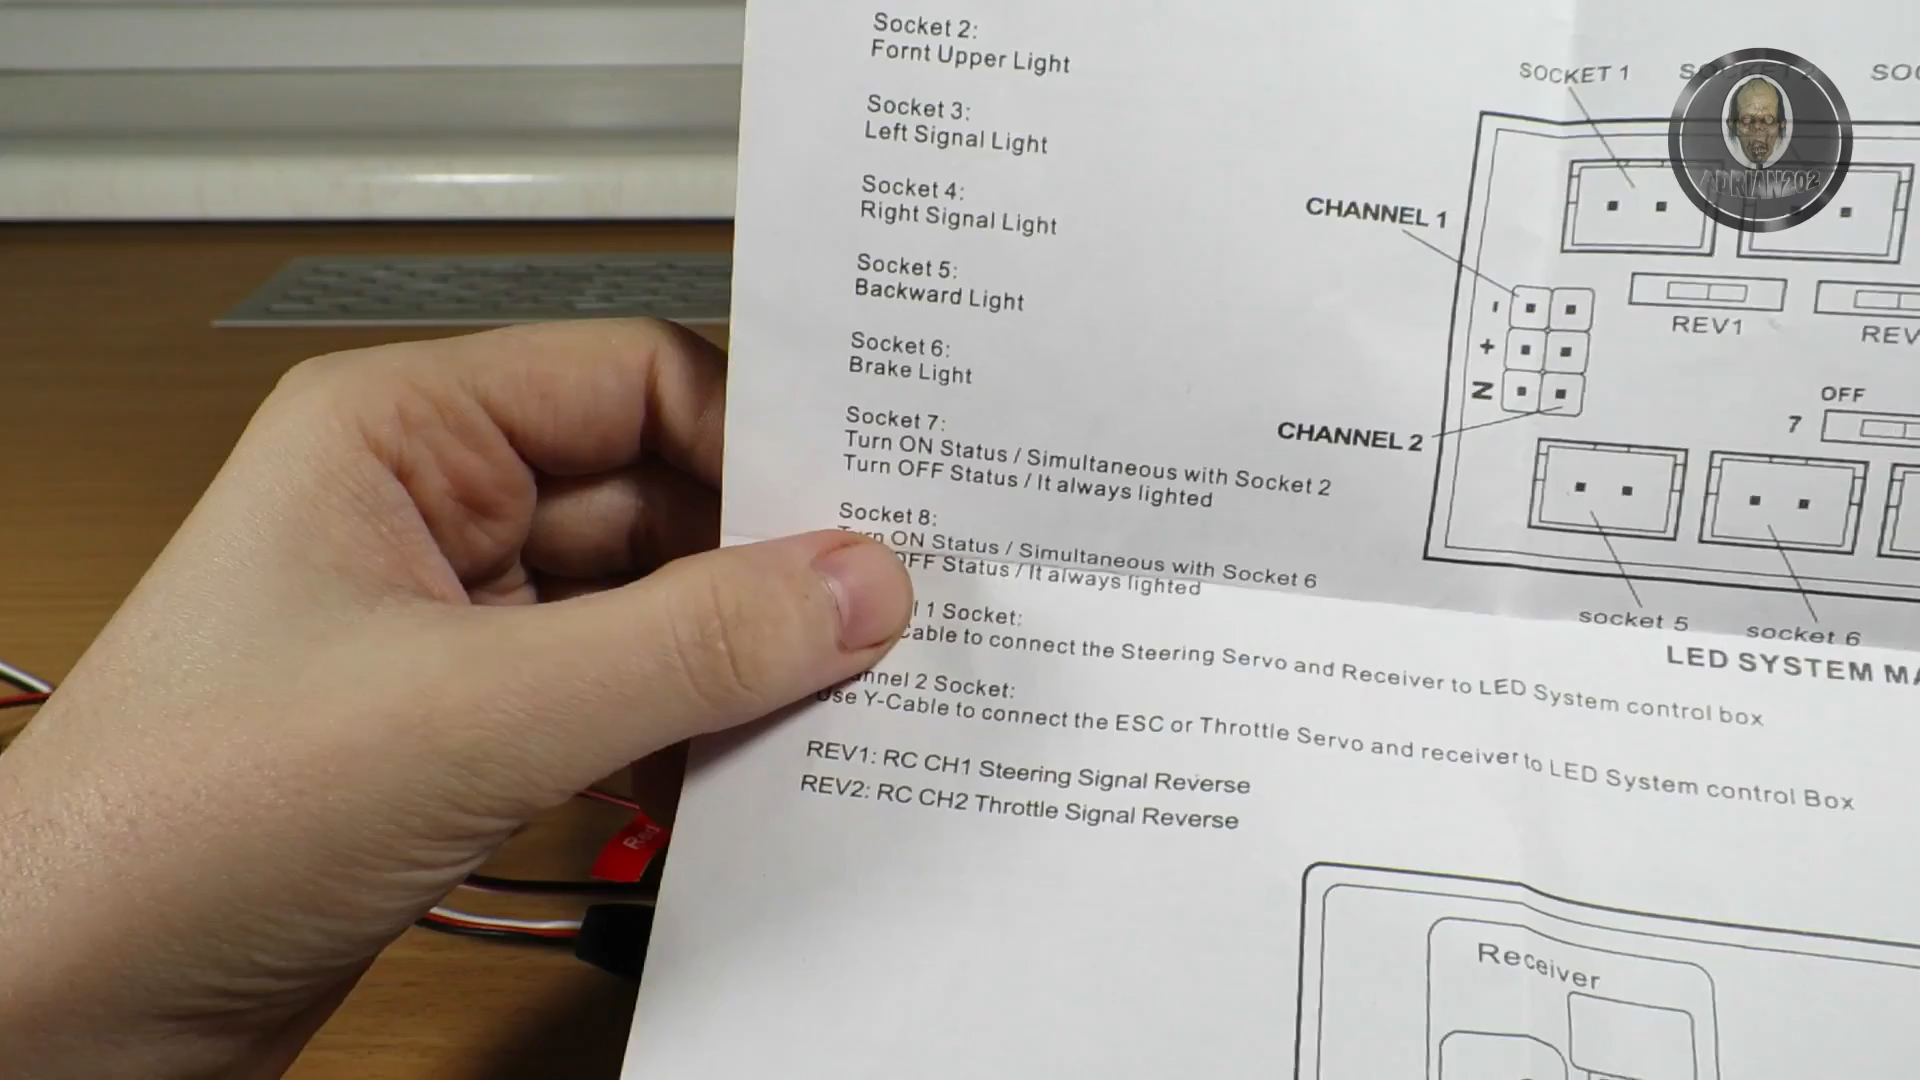 Socket 2:
Fornt Upper Light
Socket 3:
Left Signal Light
Socket 4:
Right Signal Light
Socket 5:
Backward Light
Socket 6:
Brake Light
Socket 7:
Turn ON Status / Simultaneous with Socket 2
Turn OFF Status / It always lighted
Socket 8:
ON Status / Simultaneous with Socket 6
OFF Status / It always lighted
1 Socket:
Cable to connect the Steering Servo and Receiver to LED System control box
2 Socket:
Use Y-Cable to connect the ESC or Throttle Servo and receiver to LED System control Box
REV1: RC CH1 Steering Signal Reverse
REV2: RC CH2 Throttle Signal Reverse
SOCKET 1
CHANNEL 1
- + N
REV1
REV
OFF
7
CHANNEL 2
socket 5
socket 6
LED SYSTEM
Receiver
Red
ADRIAN202